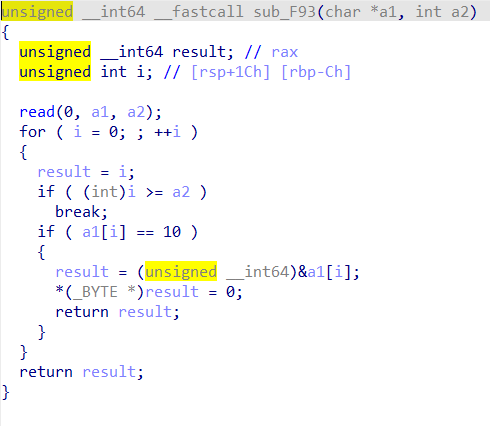 unsigned __int64 __fastcall sub_F93(char *a1, int a2)
{
  unsigned __int64 result; // rax
  unsigned int i; // [rsp+1Ch] [rbp-Ch]

  read(0, a1, a2);
  for ( i = 0; ; ++i )
  {
    result = i;
    if ( (int)i >= a2 )
      break;
    if ( a1[i] == 10 )
    {
      result = (unsigned __int64)&a1[i];
      *(_BYTE *)result = 0;
      return result;
    }
  }
  return result;
}